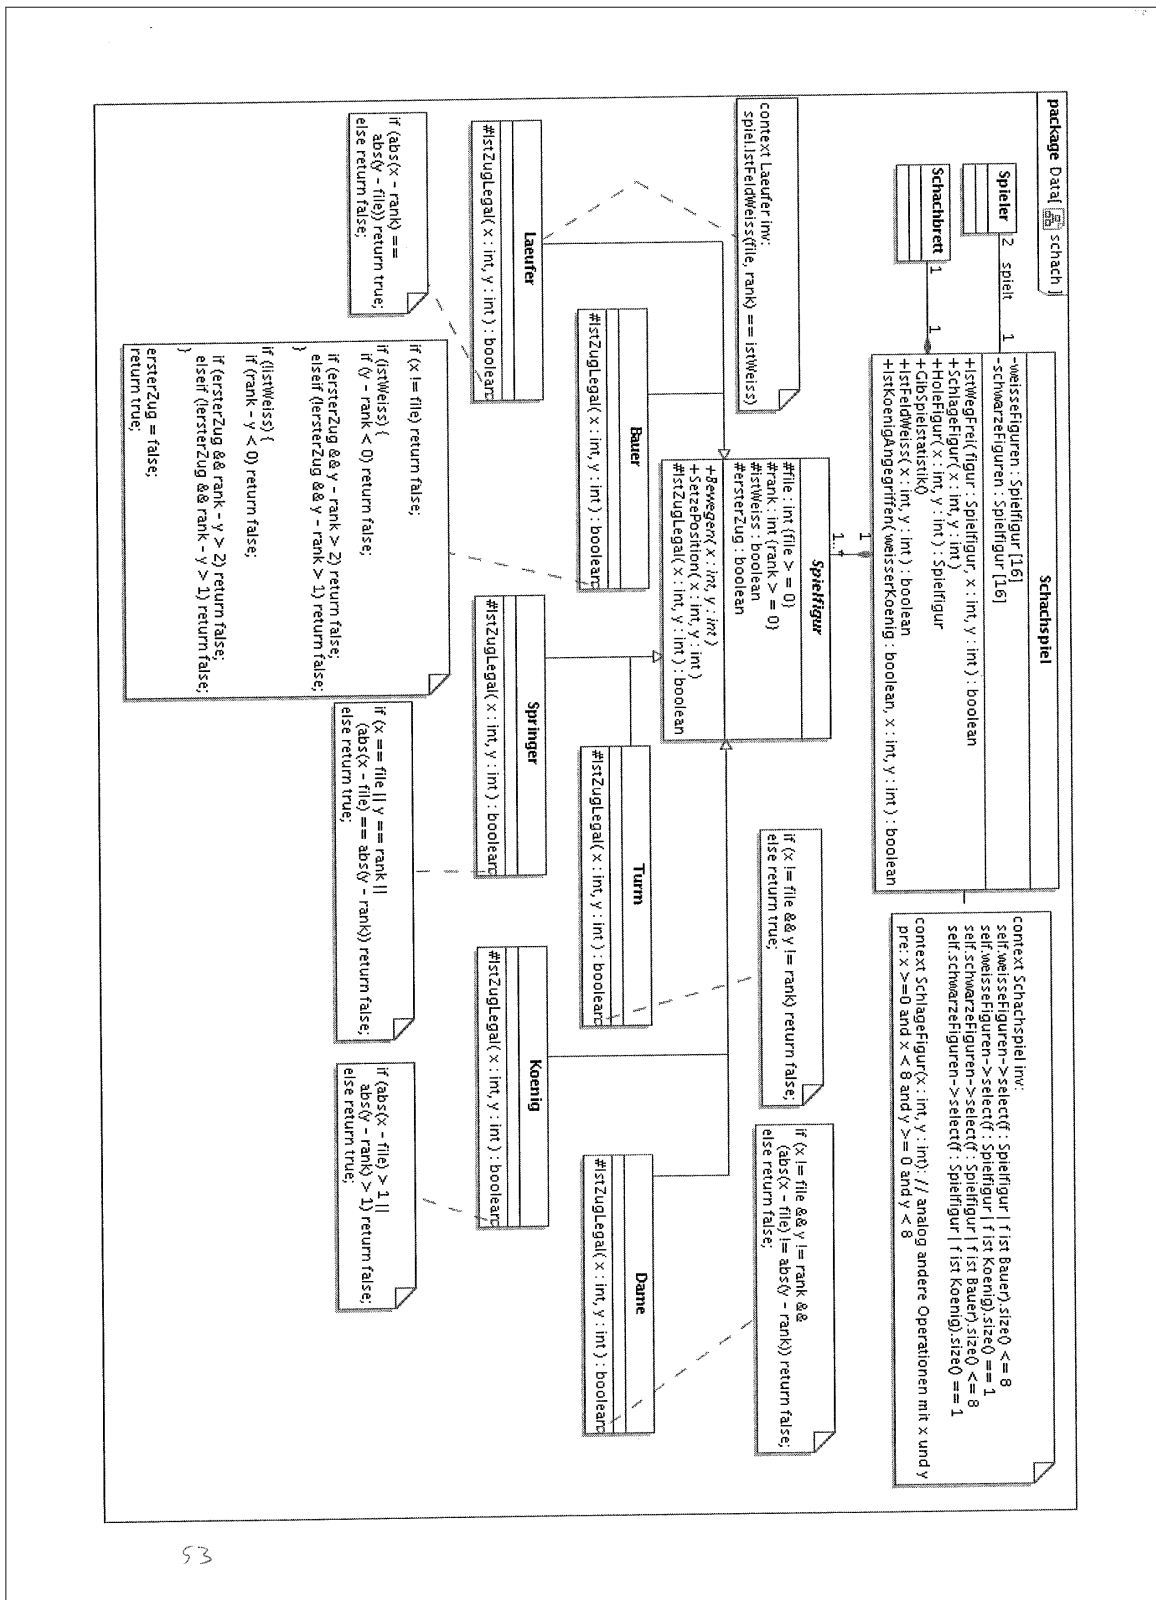 package Data[ schach ]
Spieler
2
spielt
1
Schachbrett
1
1
Schachspiel
-weisseFiguren : Spielfigur [16]
-schwarzeFiguren : Spielfigur [16]
+IstWegFrei( figur : Spielfigur, x : int, y : int ) : boolean
+SchlageFigur( x : int, y : int )
+HoleFigur( x : int, y : int ) : Spielfigur
+GibSpielstatistik()
+IstFeldWeiss( x : int, y : int ) : boolean
+IstKoenigAngegriffen( weisserKoenig : boolean, x : int, y : int ) : boolean
context Schachspiel inv:
self.weisseFiguren->select(f : Spielfigur | f ist Bauer).size() <= 8
self.schwarzeFiguren->select(f : Spielfigur | f ist Bauer).size() <= 8
self.weisseFiguren->select(f : Spielfigur | f ist Koenig).size() == 1
self.schwarzeFiguren->select(f : Spielfigur | f ist Koenig).size() == 1
context SchlageFigur(x : int, y : int): // analog andere Operationen mit x und y
pre: x >=0 and x < 8 and y >= 0 and y < 8
1
1..*
context Laeufer inv:
spiel.IstFeldWeiss(file, rank) == istWeiss)
Spielfigur
#file : int {file > = 0}
#rank : int {rank > = 0}
#istWeiss : boolean
#ersterZug : boolean
+Bewegen( x : int, y : int )
+SetzePosition( x : int, y : int )
#IstZugLegal( x : int, y : int ) : boolean
if (x != file && y != rank) return false;
else return true;
if (x != file && y != rank &&
(abs(x - file) != abs(y - rank)) return false;
else return false;
Bauer
#IstZugLegal( x : int, y : int ) : boolean
Turm
#IstZugLegal( x : int, y : int ) : boolean
Dame
#IstZugLegal( x : int, y : int ) : boolean
Laeufer
#IstZugLegal( x : int, y : int ) : boolean
Springer
#IstZugLegal( x : int, y : int ) : boolean
Koenig
#IstZugLegal( x : int, y : int ) : boolean
if (abs(x - rank) ==
abs(y - file)) return true;
else return false;
if (x != file) return false;
if (istWeiss) {
if (y - rank < 0) return false;
if (ersterZug && y - rank > 2) return false;
elseif (!ersterZug && y - rank > 1) return false;
}
if (!istWeiss) {
if (rank - y < 0) return false;
if (ersterZug && rank - y > 2) return false;
elseif (!ersterZug && rank - y > 1) return false;
}
ersterZug = false;
return true;
if (x == file || y == rank ||
(abs(x - file) == abs(y - rank)) return false;
else return true;
if (abs(x - file) > 1 ||
abs(y - rank) > 1) return false;
else return true;
53